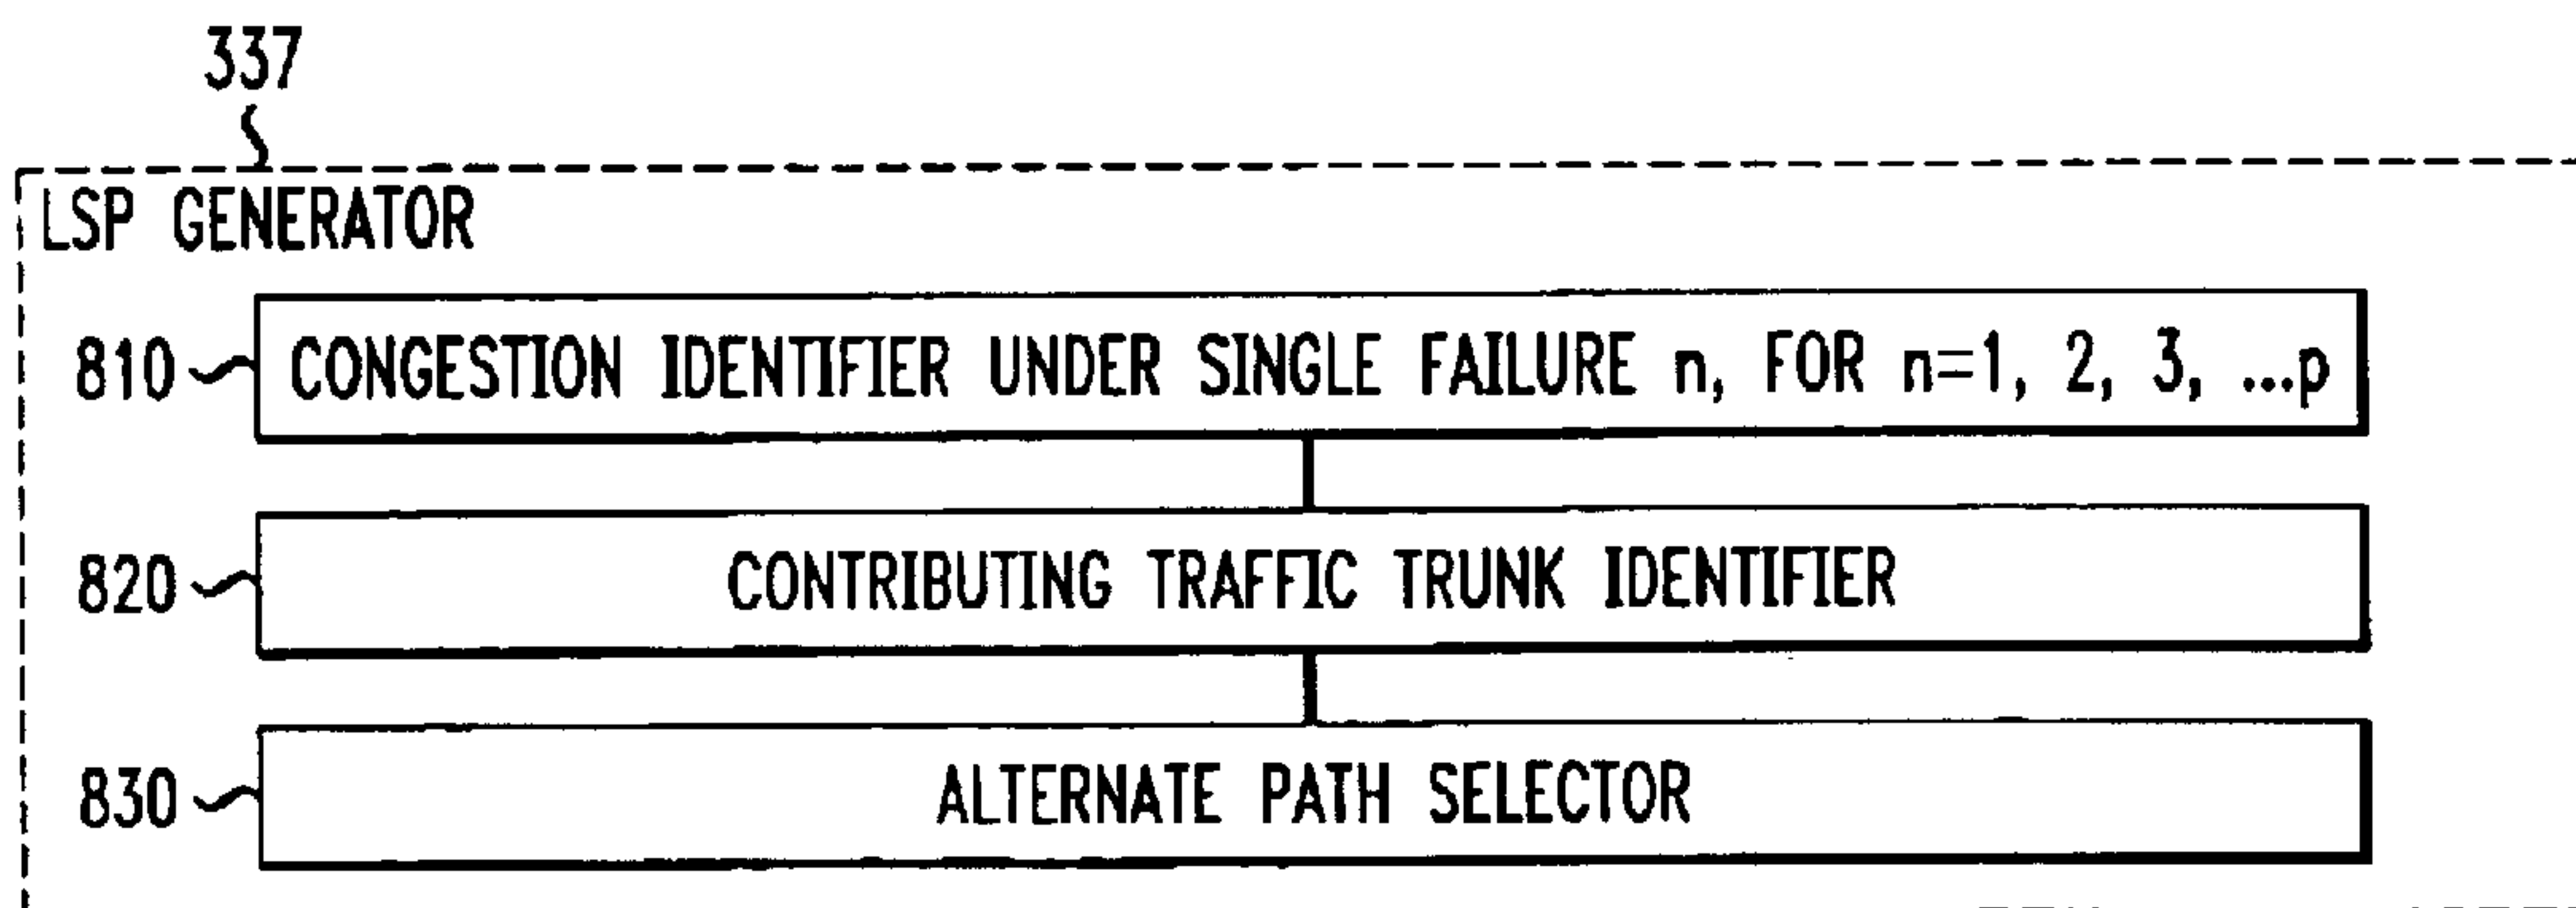 337
LSP GENERATOR
810
CONGESTION IDENTIFIER UNDER SINGLE FAILURE n, FOR n=1, 2, 3, ...p
820
CONTRIBUTING TRAFFIC TRUNK IDENTIFIER
830
ALTERNATE PATH SELECTOR